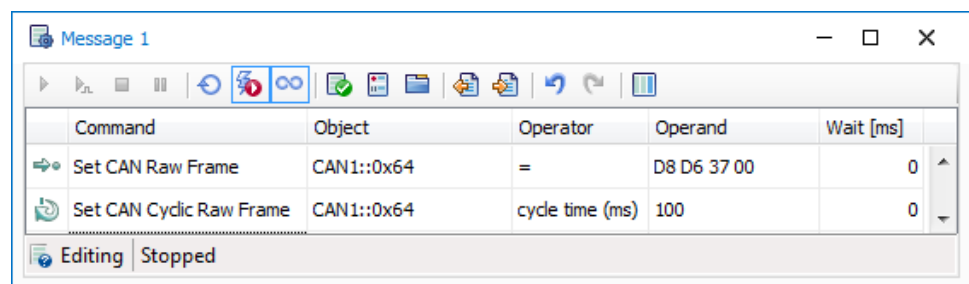 Message 1
Command Object Operator Operand Wait [ms]
Set CAN Raw Frame CAN1::0x64 = D8 D6 37 00 0
Set CAN Cyclic Raw Frame CAN1::0x64 cycle time (ms) 100 0
Editing Stopped